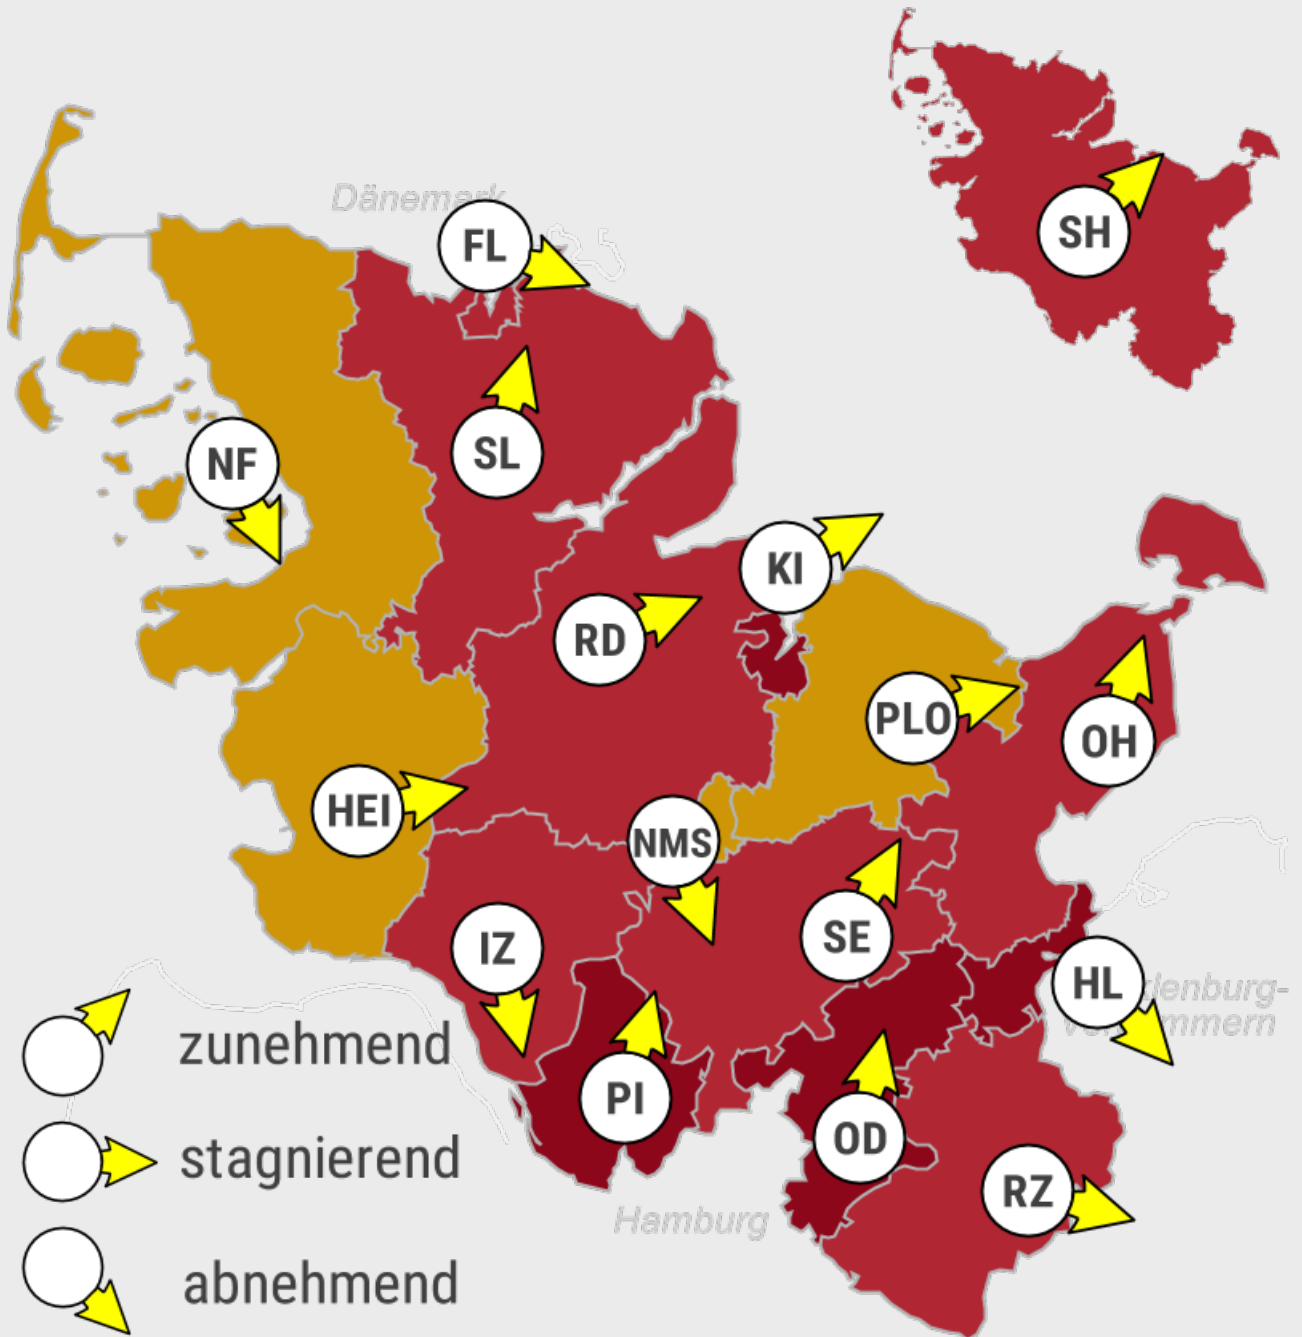 Dänemark
FL
SH
SL
NF
KI
RD
PLO
OH
HEI
NMS
SE
IZ
HL
PI
OD
RZ
Hamburg
zunehmend
stagnierend
abnehmend